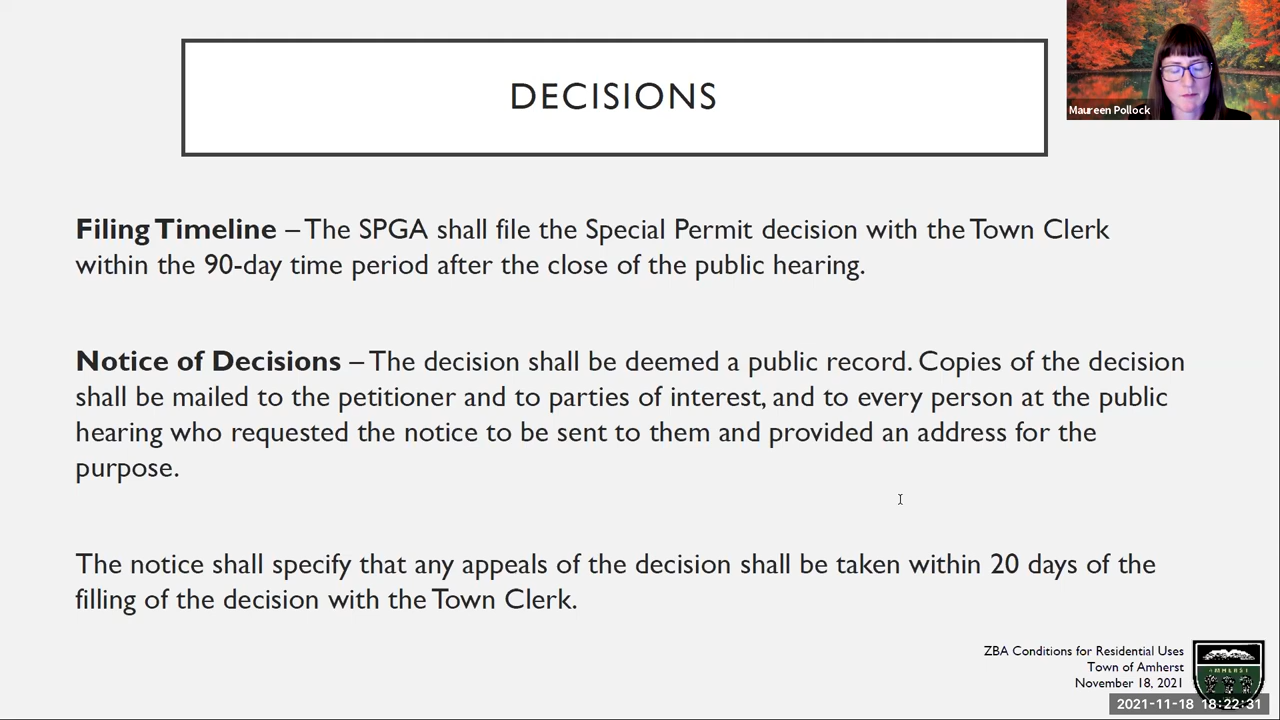 DECISIONS
Maureen Pollock
Filing Timeline – The SPGA shall file the Special Permit decision with the Town Clerk
within the 90-day time period after the close of the public hearing.
Notice of Decisions – The decision shall be deemed a public record. Copies of the decision
shall be mailed to the petitioner and to parties of interest, and to every person at the public
hearing who requested the notice to be sent to them and provided an address for the
purpose.
The notice shall specify that any appeals of the decision shall be taken within 20 days of the
filling of the decision with the Town Clerk.
ZBA Conditions for Residential Uses
Town of Amherst
November 18, 2021
AMHERST
2021-11-18 18:22:31